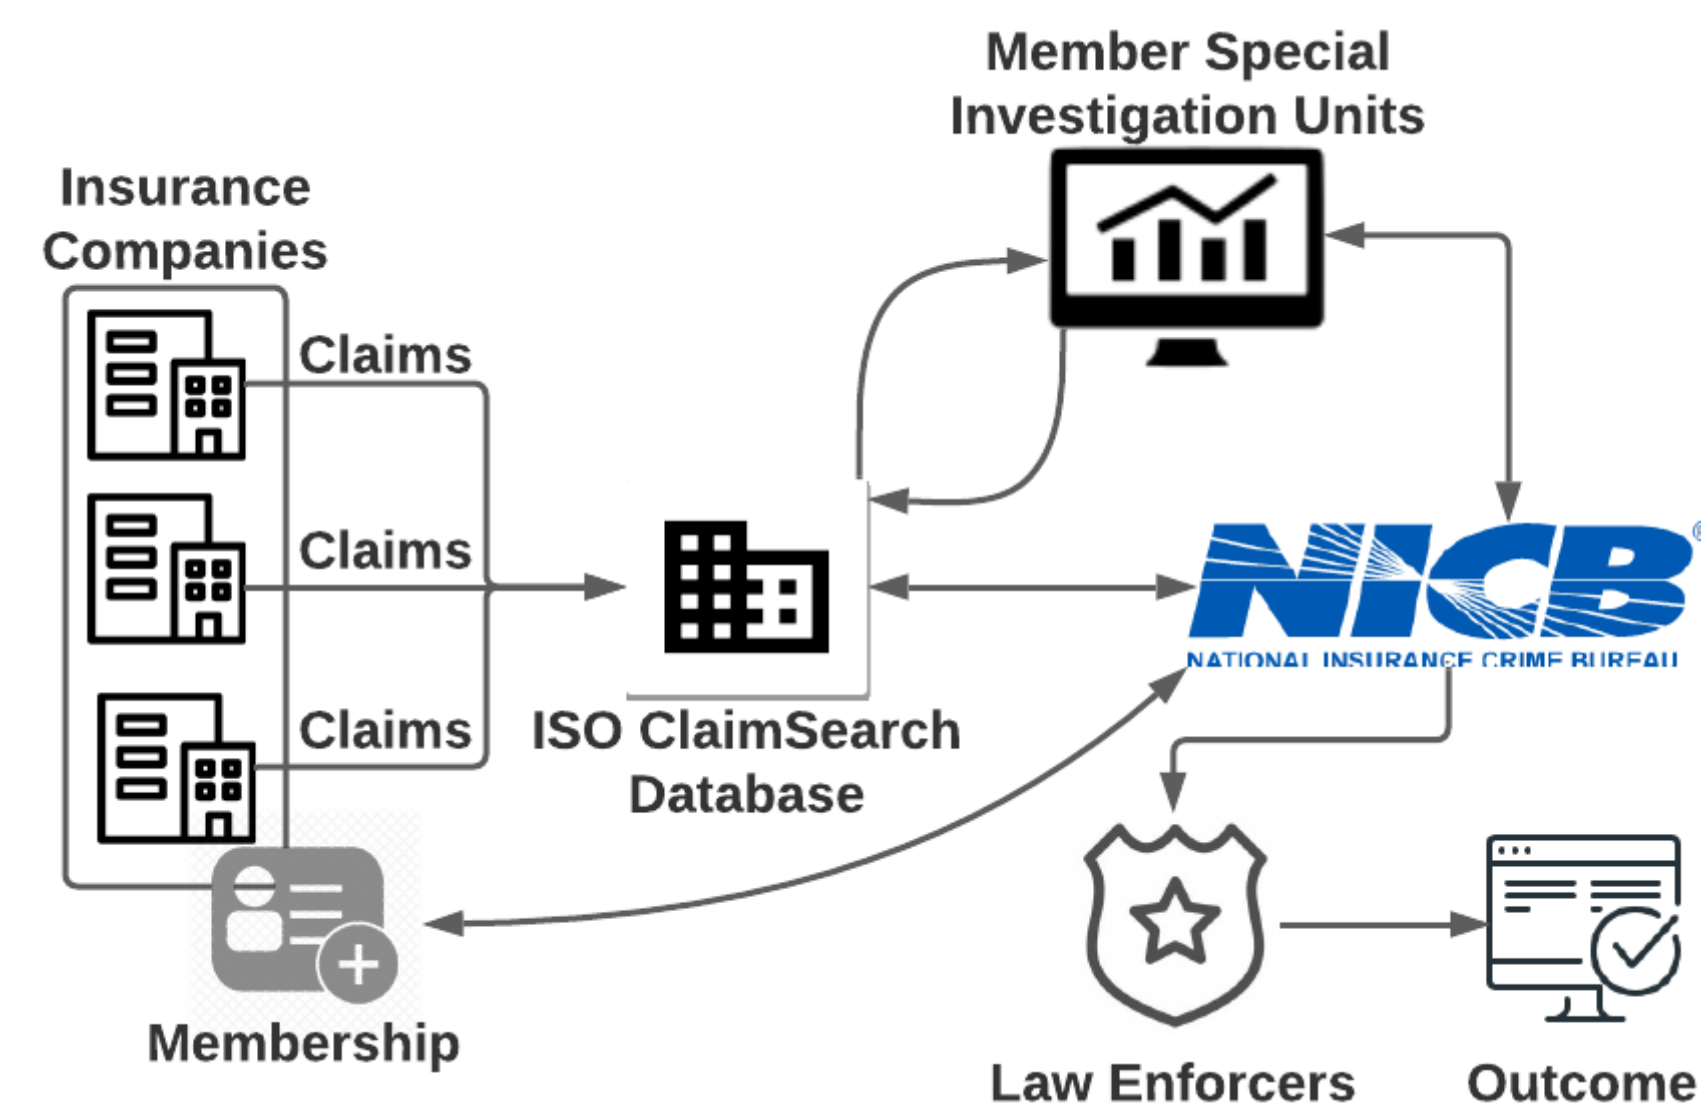 Member Special
Investigation Units
Insurance
Companies
Claims
Claims
Claims
ISO ClaimSearch
Database
NICB®
NATIONAL INSURANCE CRIME BUREAU
Membership
Law Enforcers
Outcome